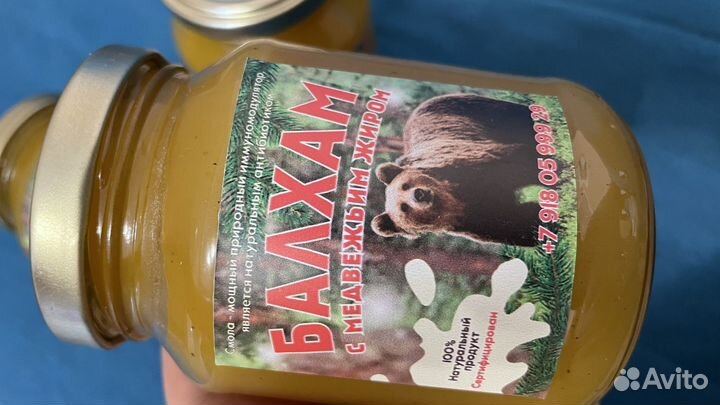 Смола - мощный природный иммуномодулятор,
является натуральным антибиотиком
БАЛХАМ
С МЕДВЕЖЬИМ ЖИРОМ
100%
Натуральный
продукт
Сертифицирован
+7 918 05 999 29
Avito